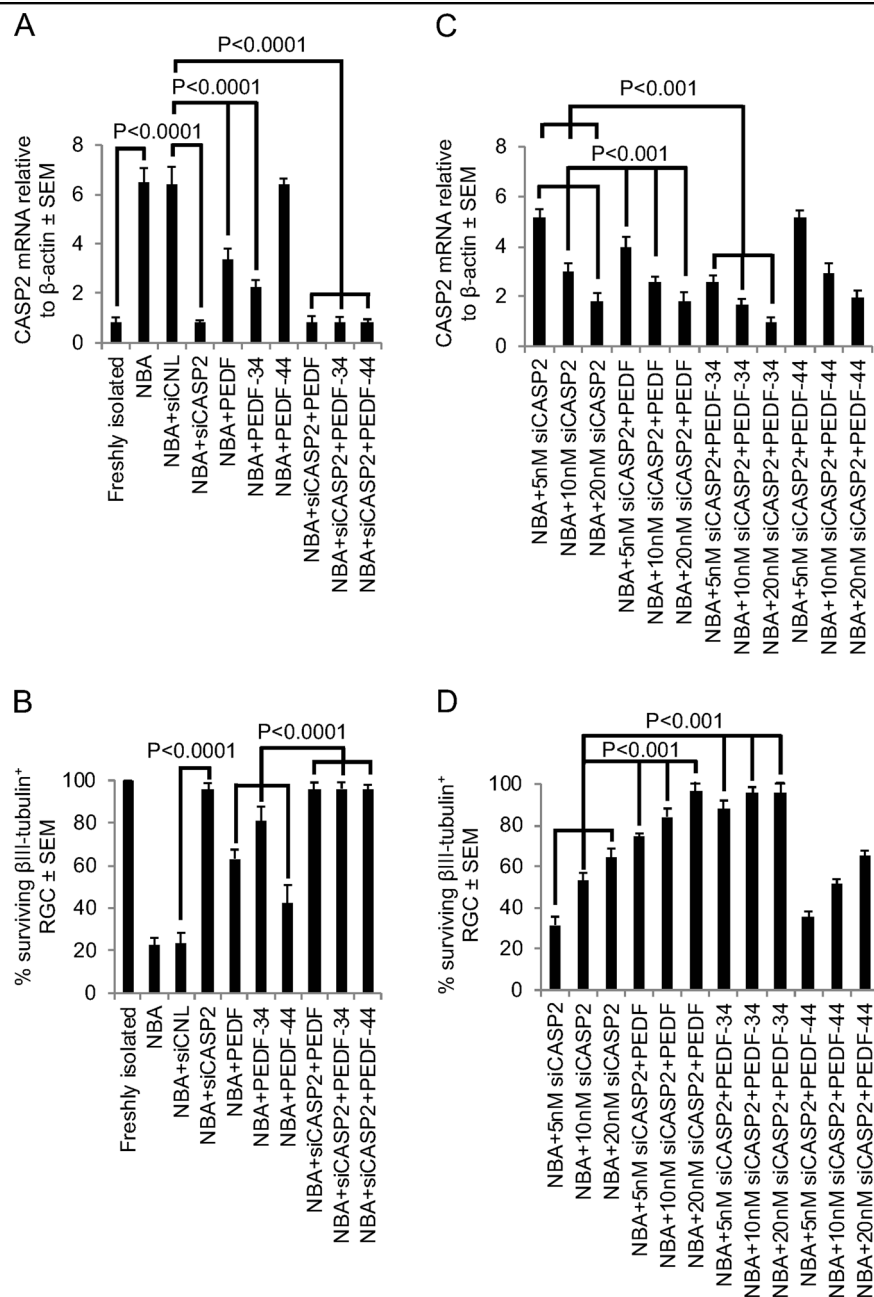 A
P<0.0001
P<0.0001
P<0.0001
CASP2 mRNA relative
to β-actin ± SEM
8
6
4
2
0
Freshly isolated
NBA
NBA+siCNL
NBA+siCASP2
NBA+PEDF
NBA+PEDF-34
NBA+PEDF-44
NBA+siCASP2+PEDF
NBA+siCASP2+PEDF-34
NBA+siCASP2+PEDF-44
C
P<0.001
P<0.001
CASP2 mRNA relative
to β-actin ± SEM
8
6
4
2
0
NBA+5nM siCASP2
NBA+10nM siCASP2
NBA+20nM siCASP2
NBA+5nM siCASP2+PEDF
NBA+10nM siCASP2+PEDF
NBA+20nM siCASP2+PEDF
NBA+5nM siCASP2+PEDF-34
NBA+10nM siCASP2+PEDF-34
NBA+20nM siCASP2+PEDF-34
NBA+5nM siCASP2+PEDF-44
NBA+10nM siCASP2+PEDF-44
NBA+20nM siCASP2+PEDF-44
B
P<0.0001
P<0.0001
% surviving βIII-tubulin⁺
RGC ± SEM
100
80
60
40
20
0
Freshly isolated
NBA
NBA+siCNL
NBA+siCASP2
NBA+PEDF
NBA+PEDF-34
NBA+PEDF-44
NBA+siCASP2+PEDF
NBA+siCASP2+PEDF-34
NBA+siCASP2+PEDF-44
D
P<0.001
P<0.001
% surviving βIII-tubulin⁺
RGC ± SEM
100
80
60
40
20
0
NBA+5nM siCASP2
NBA+10nM siCASP2
NBA+20nM siCASP2
NBA+5nM siCASP2+PEDF
NBA+10nM siCASP2+PEDF
NBA+20nM siCASP2+PEDF
NBA+5nM siCASP2+PEDF-34
NBA+10nM siCASP2+PEDF-34
NBA+20nM siCASP2+PEDF-34
NBA+5nM siCASP2+PEDF-44
NBA+10nM siCASP2+PEDF-44
NBA+20nM siCASP2+PEDF-44